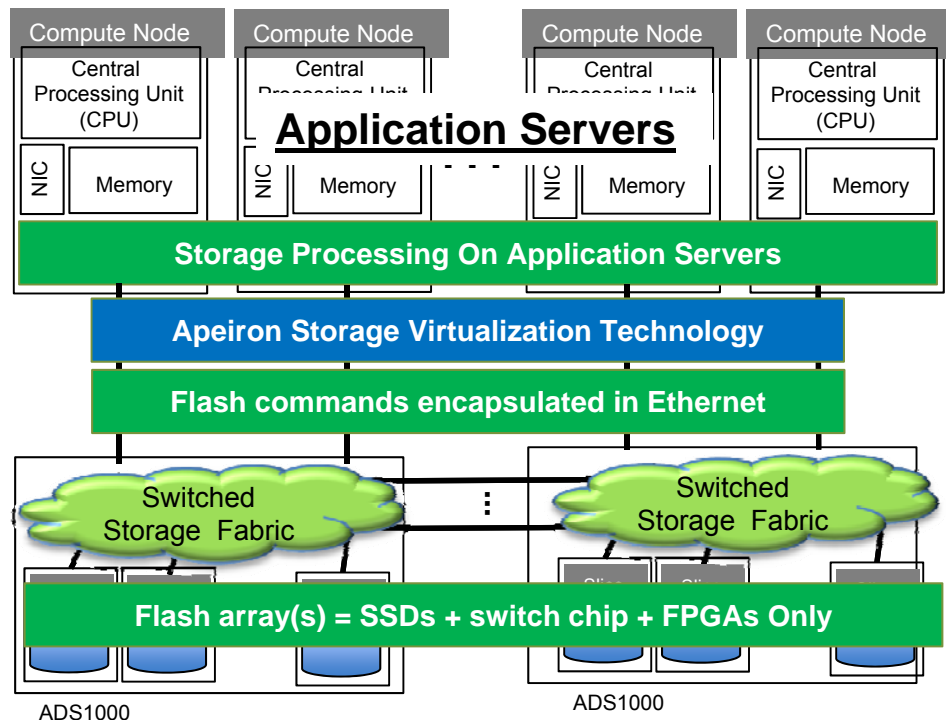 Compute Node
Compute Node
Compute Node
Compute Node
Central
Processing Unit
(CPU)
Central
Central
Central
Processing Unit
(CPU)
Application Servers
- - -
NIC
Memory
NIC
Memory
NIC
Memory
NIC
Memory
Storage Processing On Application Servers
Apeiron Storage Virtualization Technology
Flash commands encapsulated in Ethernet
Switched
Storage Fabric
...
Switched
Storage Fabric
Flash array(s) = SSDs + switch chip + FPGAs Only
ADS1000
ADS1000